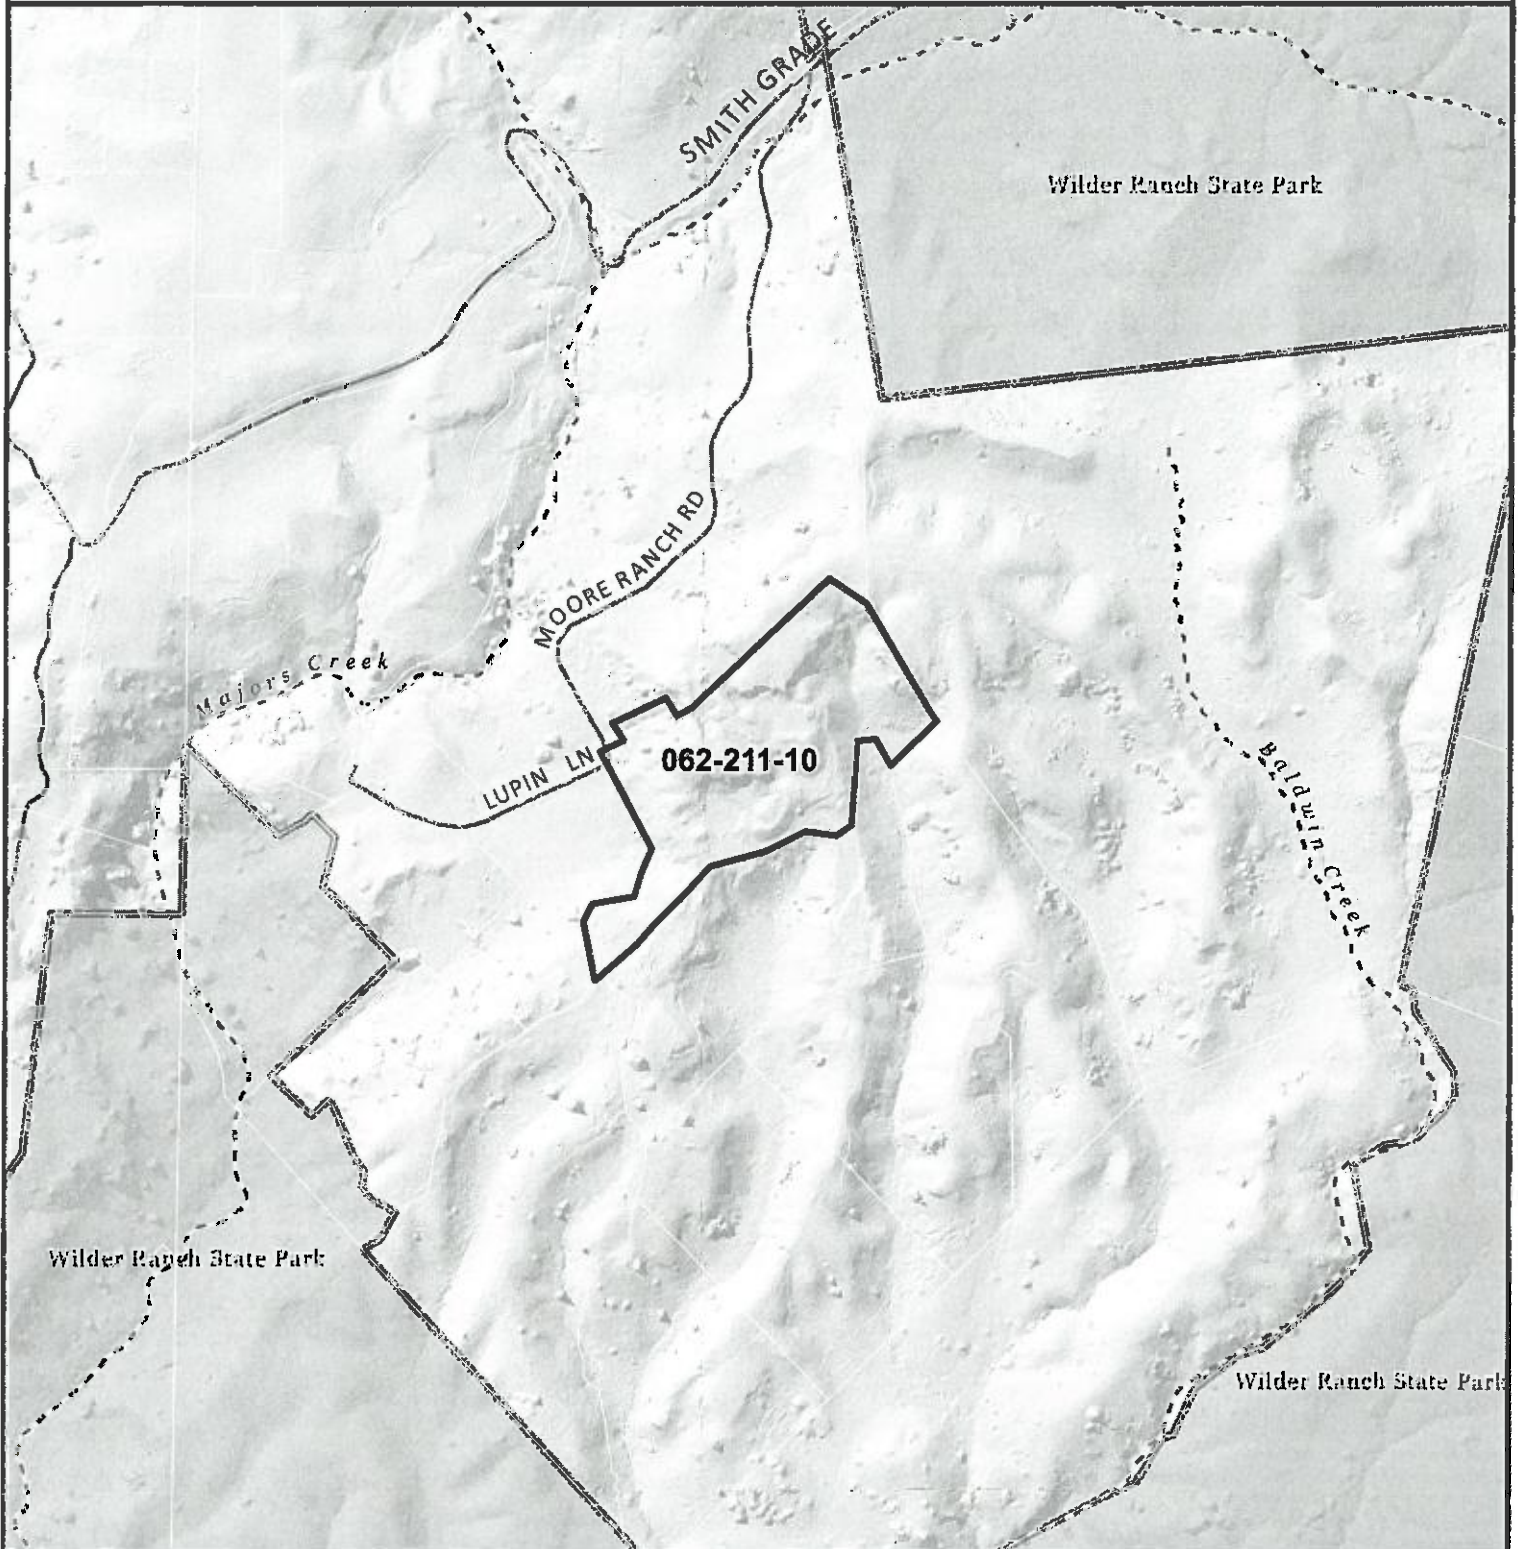 SMITH GRADE
Wilder Ranch State Park
MOORE RANCH RD
Majors Creek
062-211-10
LUPIN LN
Baldwin Creek
Wilder Ranch State Park
Wilder Ranch State Park